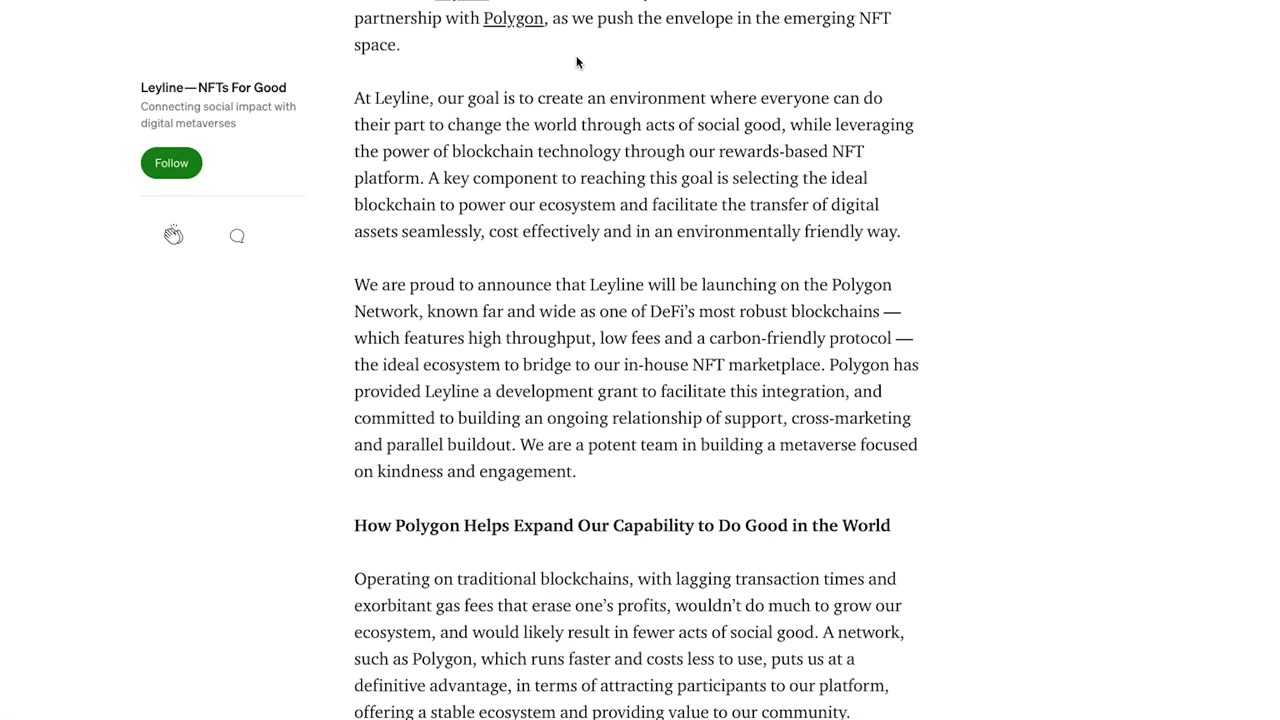 partnership with Polygon, as we push the envelope in the emerging NFT
space.
Leyline — NFTs For Good
Connecting social impact with
digital metaverses
Follow
At Leyline, our goal is to create an environment where everyone can do
their part to change the world through acts of social good, while leveraging
the power of blockchain technology through our rewards-based NFT
platform. A key component to reaching this goal is selecting the ideal
blockchain to power our ecosystem and facilitate the transfer of digital
assets seamlessly, cost effectively and in an environmentally friendly way.
We are proud to announce that Leyline will be launching on the Polygon
Network, known far and wide as one of DeFi’s most robust blockchains —
which features high throughput, low fees and a carbon-friendly protocol —
the ideal ecosystem to bridge to our in-house NFT marketplace. Polygon has
provided Leyline a development grant to facilitate this integration, and
committed to building an ongoing relationship of support, cross-marketing
and parallel buildout. We are a potent team in building a metaverse focused
on kindness and engagement.
How Polygon Helps Expand Our Capability to Do Good in the World
Operating on traditional blockchains, with lagging transaction times and
exorbitant gas fees that erase one’s profits, wouldn’t do much to grow our
ecosystem, and would likely result in fewer acts of social good. A network,
such as Polygon, which runs faster and costs less to use, puts us at a
definitive advantage, in terms of attracting participants to our platform,
offering a stable ecosystem and providing value to our community.